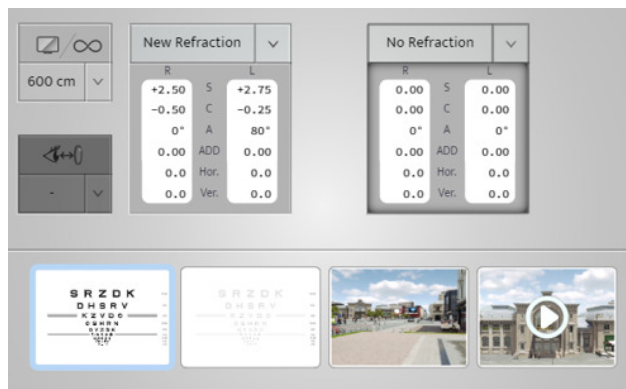 New Refraction
No Refraction
R L
R L
600 cm
+2.50 S +2.75
0.00 S 0.00
-0.50 C -0.25
0.00 C 0.00
0° A 80°
0° A 0°
0.00 ADD 0.00
0.00 ADD 0.00
0.0 Hor. 0.0
0.0 Hor. 0.0
-
0.0 Ver. 0.0
0.0 Ver. 0.0
S R Z D K
D H S R V
K Z V D C
S R Z D K
D H S R V